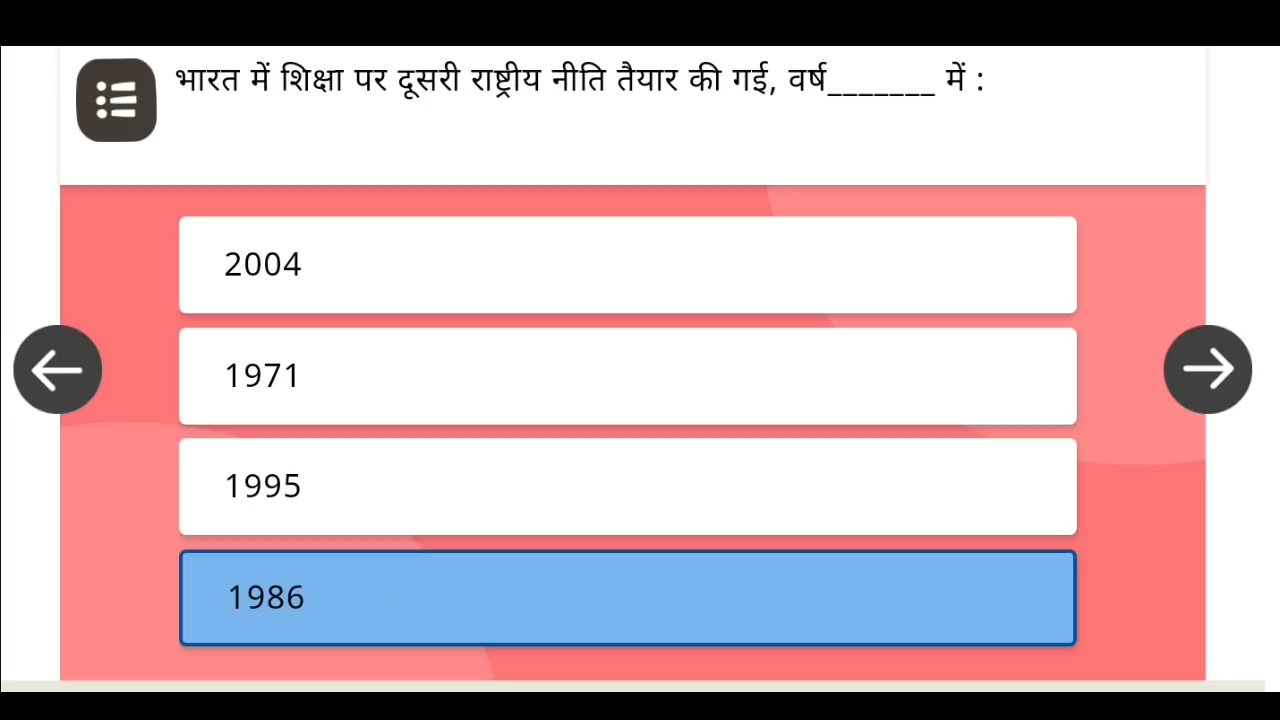 भारत में शिक्षा पर दूसरी राष्ट्रीय नीति तैयार की गई, वर्ष_______ में :
2004
1971
1995
1986